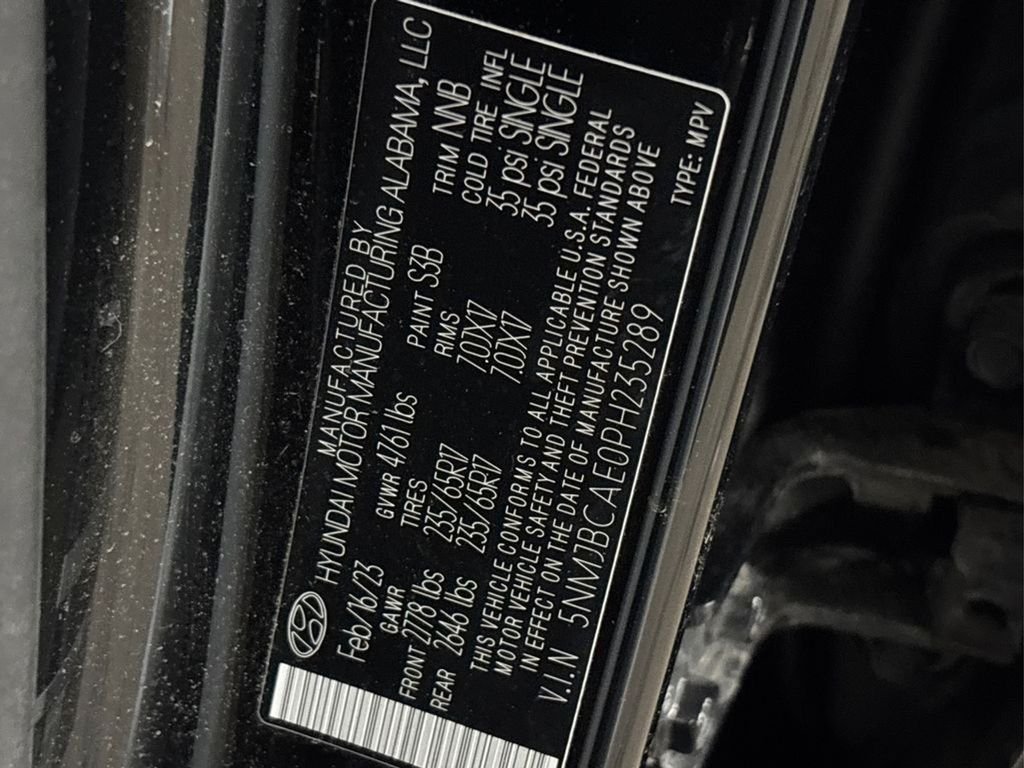 MANUFACTURED BY
HYUNDAI MOTOR MANUFACTURING ALABAMA, LLC
Feb/16/23 GVWR 4761 lbs PAINT S3B TRIM NNB
GAWR TIRES RIMS COLD TIRE INFL
FRONT 2778 lbs 235/65R17 7.0JX17 35 psi SINGLE
REAR 2646 lbs 235/65R17 7.0JX17 35 psi SINGLE
THIS VEHICLE CONFORMS TO ALL APPLICABLE U.S.A. FEDERAL
MOTOR VEHICLE SAFETY AND THEFT PREVENTION STANDARDS
IN EFFECT ON THE DATE OF MANUFACTURE SHOWN ABOVE
V.I.N 5NMJBCAE0PH235289 TYPE: MPV